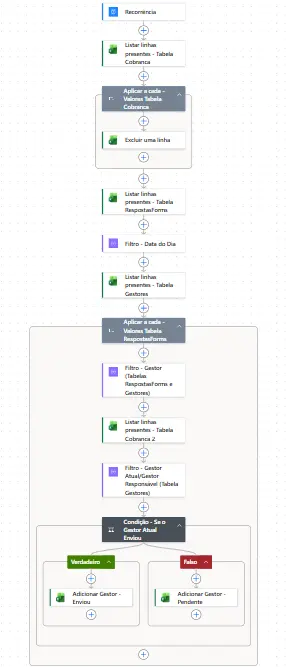 Recorrência
Listar linhas
presentes - Tabela
Cobranca
Aplicar a cada -
Valores Tabela
Cobranca
Excluir uma linha
Listar linhas
presentes - Tabela
RespostasForms
Filtro - Data do Dia
Listar linhas
presentes - Tabela
Gestores
Aplicar a cada -
Valores Tabela
RespostasForms
Filtro - Gestor
(Tabelas
RespostasForms e
Gestores)
Listar linhas
presentes - Tabela
Cobranca 2
Filtro - Gestor
Atual/Gestor
Responsável (Tabela
Gestores)
Condição - Se o
Gestor Atual
Enviou
Verdadeiro
Falso
Adicionar Gestor -
Enviou
Adicionar Gestor -
Pendente